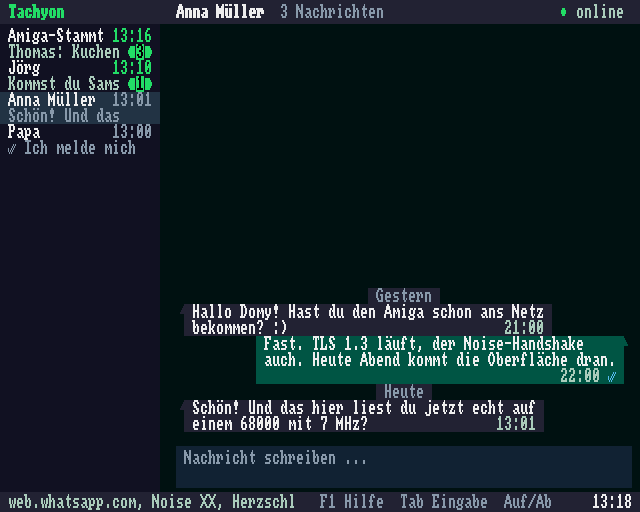 Tachyon
Anna Müller 3 Nachrichten
• online
Amiga-Stammt 13:16
Thomas: Kuchen 3
Jörg 13:10
Kommst du Sams 1
Anna Müller 13:01
Schön! Und das
Papa 13:00
✓ Ich melde mich
Gestern
Hallo Domy! Hast du den Amiga schon ans Netz
bekommen? :)
21:00
Fast. TLS 1.3 läuft, der Noise-Handshake
auch. Heute Abend kommt die Oberfläche dran.
22:00 ✓
Heute
Schön! Und das hier liest du jetzt echt auf
einem 68000 mit 7 MHz?
13:01
Nachricht schreiben ...
web.whatsapp.com, Noise XX, Herzschl F1 Hilfe Tab Eingabe Auf/Ab 13:18